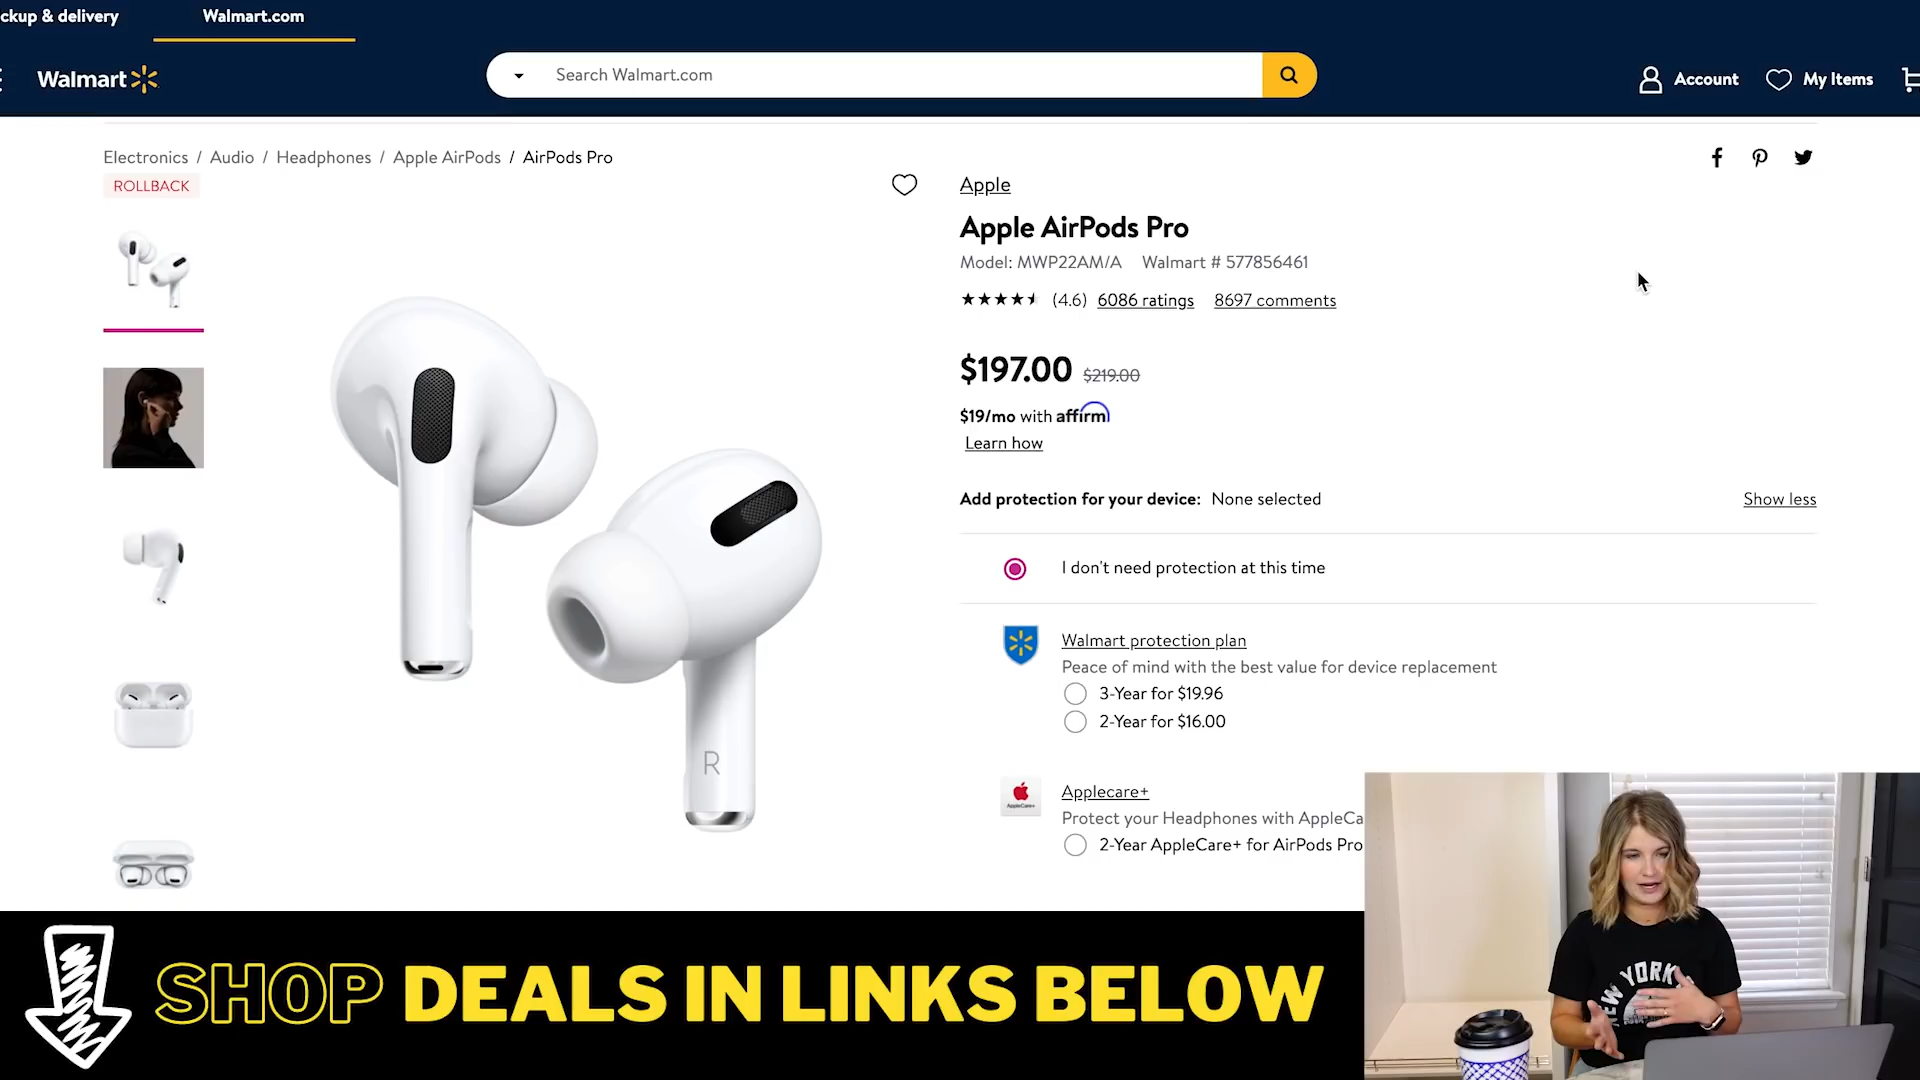 ckup & delivery
Walmart.com
Walmart
Search Walmart.com
Account
My Items
Electronics / Audio / Headphones / Apple AirPods / AirPods Pro
ROLLBACK
Apple
Apple AirPods Pro
Model: MWP22AM/A Walmart # 577856461
(4.6) 6086 ratings 8697 comments
$197.00 $219.00
$19/mo with affirm
Learn how
Add protection for your device: None selected
Show less
I don't need protection at this time
Walmart protection plan
Peace of mind with the best value for device replacement
3-Year for $19.96
2-Year for $16.00
R
AppleCare+
Applecare+
Protect your Headphones with AppleCa
2-Year AppleCare+ for AirPods Pro
SHOP DEALS IN LINKS BELOW
NEW YORK